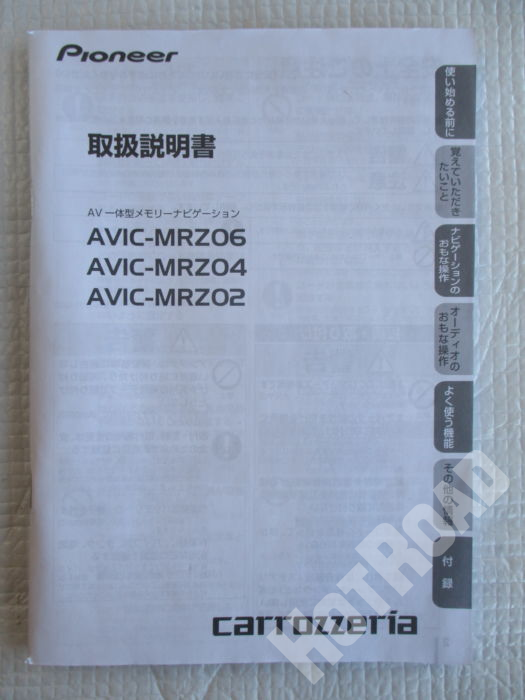 Pioneer
取扱説明書
AV一体型メモリーナビゲーション
AVIC-MRZ06
AVIC-MRZ04
AVIC-MRZ02
使い始める前に
覚えていただき
たいこと
ナビゲーションの
おもな操作
オーディオの
おもな操作
よく使う機能
その他の情報
付録
carrozzeria
HOTROAD